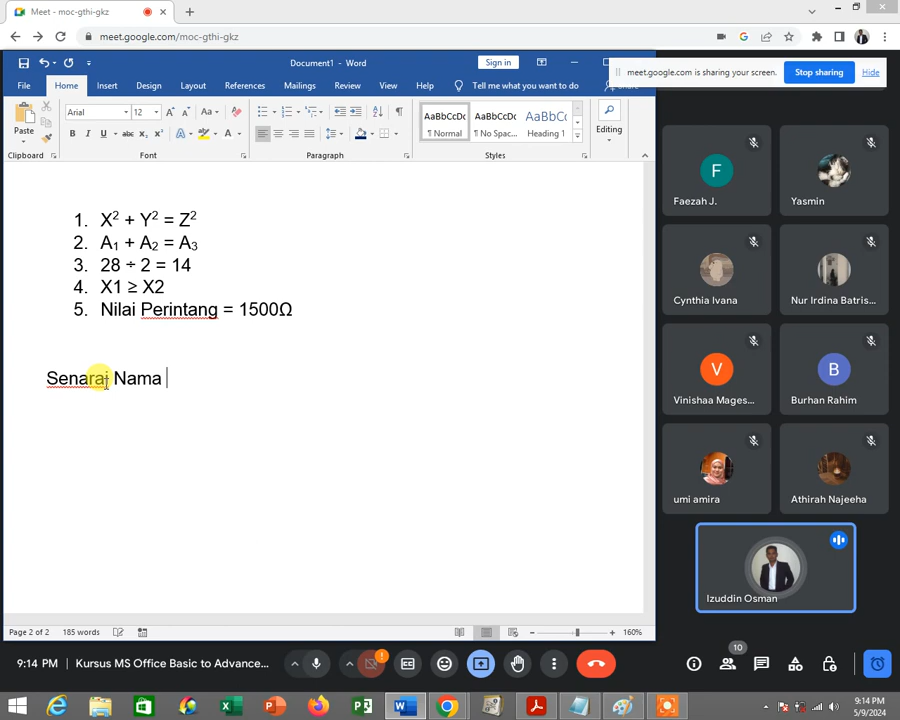 Meet - moc-gthi-gkz
meet.google.com/moc-gthi-gkz
Document1 - Word
Sign in
meet.google.com is sharing your screen.
Stop sharing
Hide
File Home Insert Design Layout References Mailings Review View Help Tell me what you want to do Share
Paste
Arial 12
Aa
AaBbCcDc AaBbCcDc AaBbCc
¶ Normal ¶ No Spac... Heading 1
Editing
Clipboard Font Paragraph Styles
1. X² + Y² = Z²
2. A₁ + A₂ = A₃
3. 28 ÷ 2 = 14
4. X1 ≥ X2
5. Nilai Perintang = 1500Ω
Senarai Nama
F
Faezah J.
Yasmin
Cynthia Ivana
Nur Irdina Batris...
V
Vinishaa Mages...
B
Burhan Rahim
umi amira
Athirah Najeeha
Izuddin Osman
Page 2 of 2 185 words 160%
9:14 PM Kursus MS Office Basic to Advance...
10
9:14 PM
5/9/2024